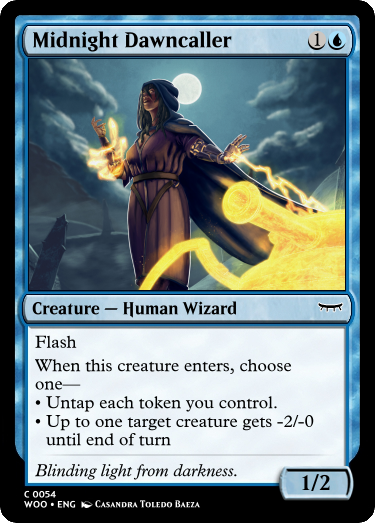 Midnight Dawncaller 1
Creature — Human Wizard
Flash
When this creature enters, choose
one—
• Untap each token you control.
• Up to one target creature gets -2/-0
until end of turn
Blinding light from darkness.
1/2
C 0054
WOO • ENG Casandra Toledo Baeza